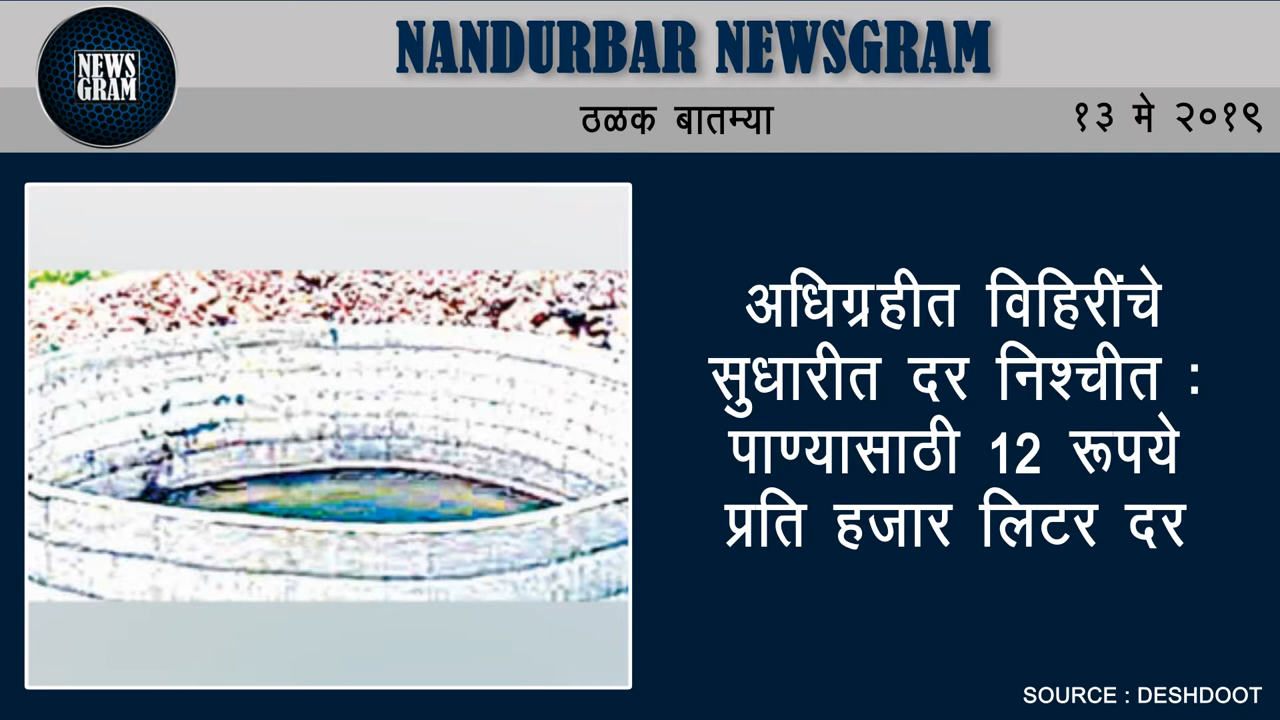 NEWS
GRAM
NANDURBAR NEWSGRAM
ठळक बातम्या
१३ मे २०१९
अधिग्रहीत विहिरींचे
सुधारीत दर निश्चीत :
पाण्यासाठी 12 रूपये
प्रति हजार लिटर दर
SOURCE : DESHDOOT